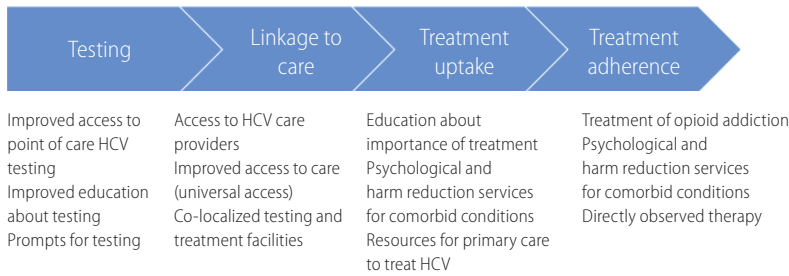 Testing
Linkage to
care
Treatment
uptake
Treatment
adherence
Improved access to
point of care HCV
testing
Improved education
about testing
Prompts for testing
Access to HCV care
providers
Improved access to care
(universal access)
Co-localized testing and
treatment facilities
Education about
importance of treatment
Psychological and
harm reduction services
for comorbid conditions
Resources for primary care
to treat HCV
Treatment of opioid addiction
Psychological and
harm reduction services
for comorbid conditions
Directly observed therapy